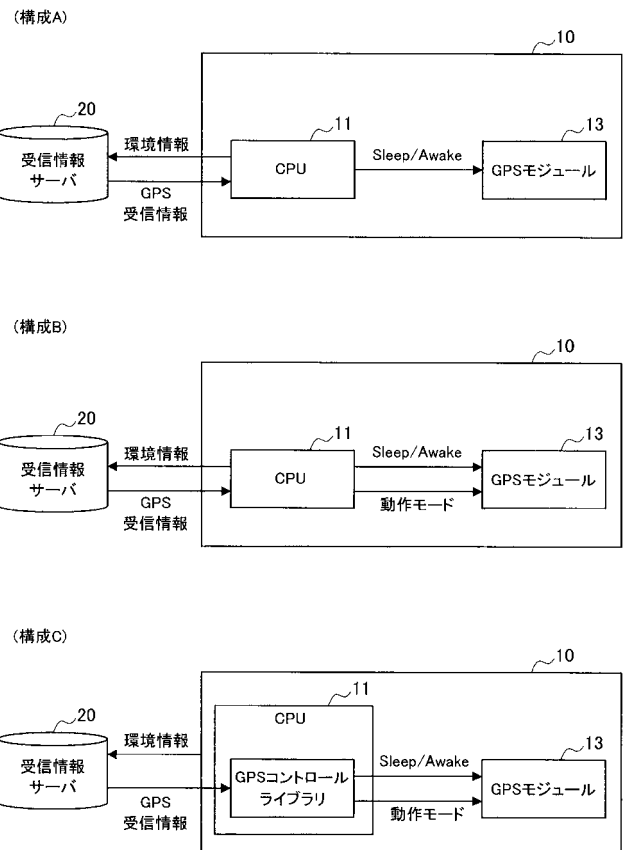 (構成A)
10
20
環境情報
受信情報
サーバ
GPS
受信情報
11
CPU
Sleep/Awake
13
GPSモジュール
(構成B)
10
20
環境情報
受信情報
サーバ
GPS
受信情報
11
CPU
Sleep/Awake
動作モード
13
GPSモジュール
(構成C)
10
20
環境情報
受信情報
サーバ
GPS
受信情報
11
CPU
GPSコントロール
ライブラリ
Sleep/Awake
動作モード
13
GPSモジュール